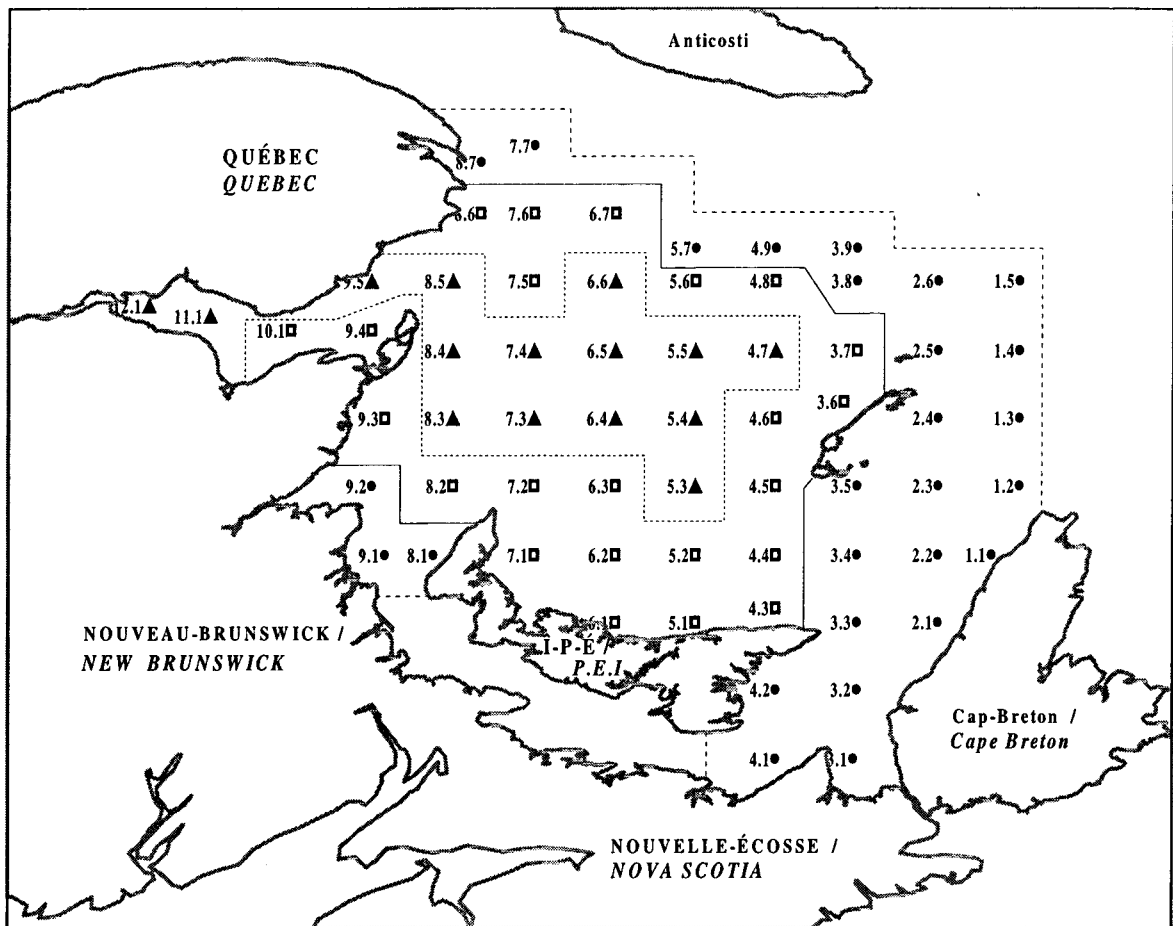 Anticosti
QUÉBEC
QUEBEC
8.7 7.7
6.6 7.6 6.7
5.7 4.9 3.9
9.5 8.5 7.5 6.6 5.6 4.8 3.8 2.6 1.5
12.1 11.1 10.1 9.4
8.4 7.4 6.5 5.5 4.7 3.7 2.5 1.4
3.6
9.3 8.3 7.3 6.4 5.4 4.6 2.4 1.3
9.2 8.2 7.2 6.3 5.3 4.5 3.5 2.3 1.2
9.1 8.1 7.1 6.2 5.2 4.4 3.4 2.2 1.1
4.3
6.1 5.1 3.3 2.1
NOUVEAU-BRUNSWICK /
NEW BRUNSWICK
Î-P-É /
P.E.I
4.2 3.2
Cap-Breton /
Cape Breton
4.1 3.1
NOUVELLE-ÉCOSSE /
NOVA SCOTIA